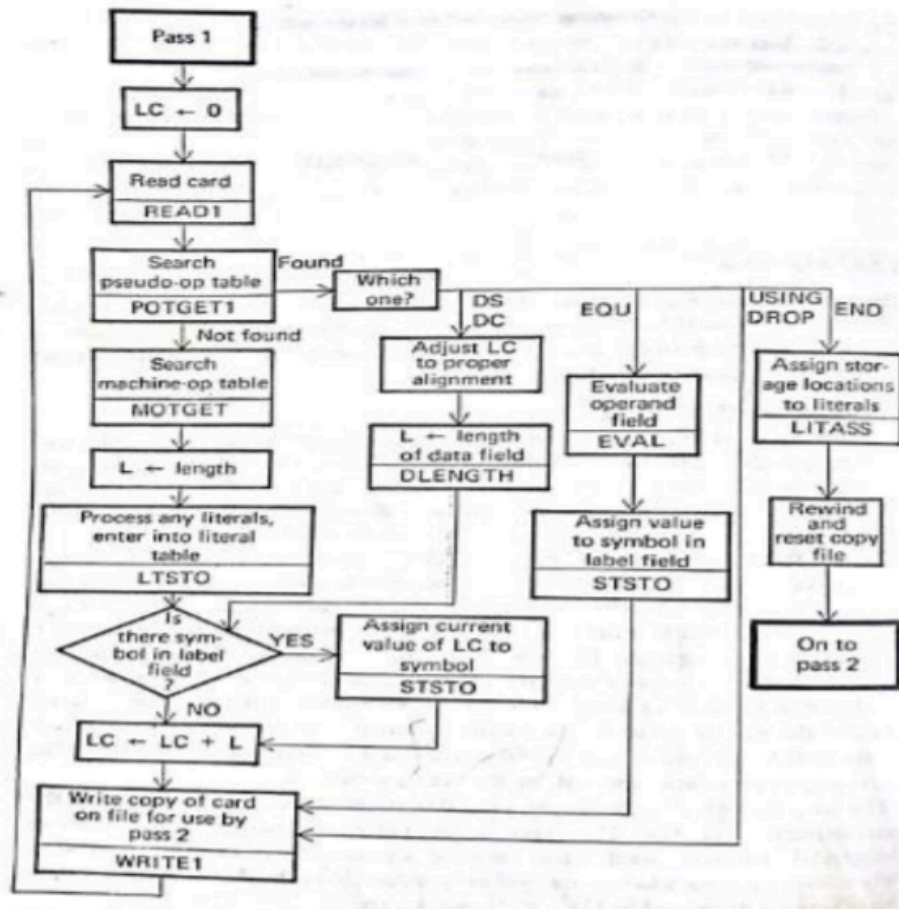 Pass 1
LC ← 0
Read card
READ1
Search
pseudo-op table
POTGET1
Found
Which
one?
Not found
Search
machine-op table
MOTGET
L ← length
Process any literals,
enter into literal
table
LTSTO
Is
there sym-
bol in label
field
?
YES
NO
Assign current
value of LC to
symbol
STSTO
LC ← LC + L
Write copy of card
on file for use by
pass 2
WRITE1
DS
DC
Adjust LC
to proper
alignment
L ← length
of data field
DLENGTH
EQU
Evaluate
operand
field
EVAL
Assign value
to symbol in
label field
STSTO
USING
DROP
END
Assign stor-
age locations
to literals
LITASS
Rewind
and
reset copy
file
On to
pass 2